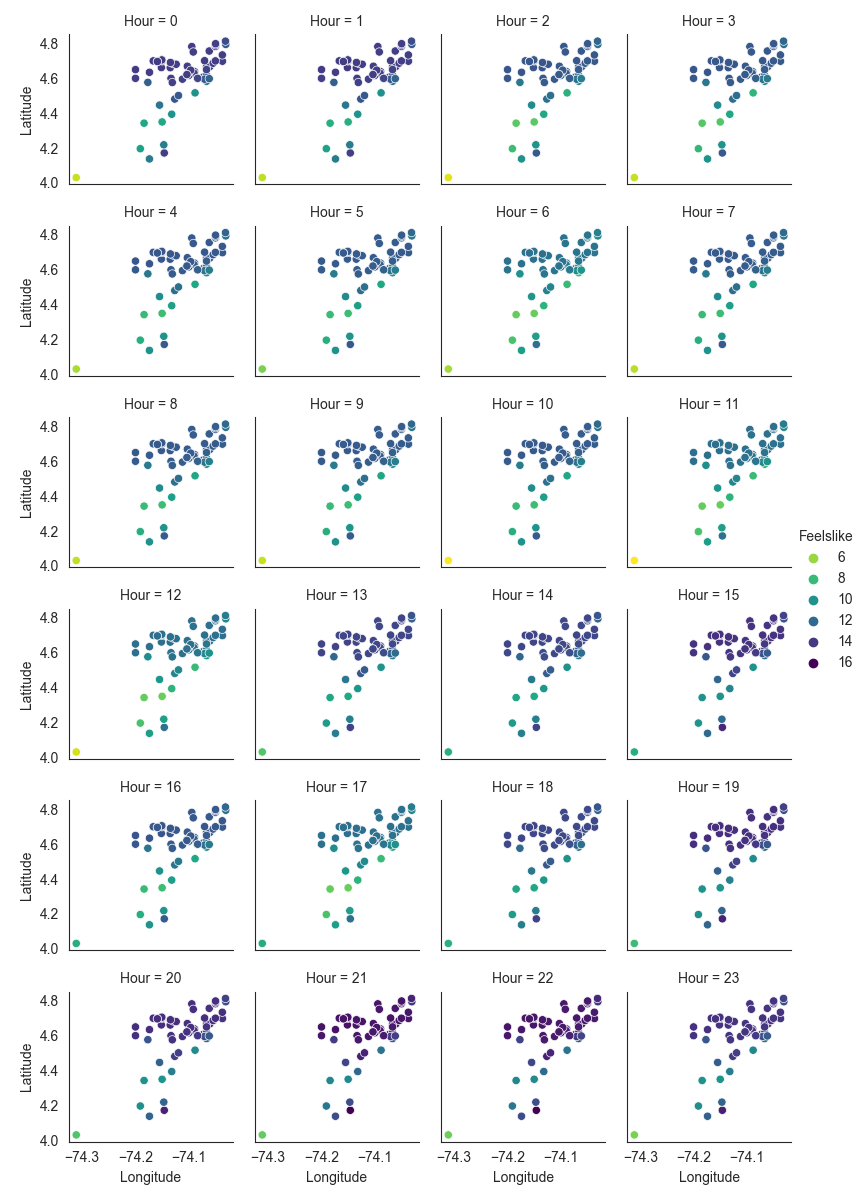 Hour = 0 Hour = 1 Hour = 2 Hour = 3
4.8
4.6
4.4
4.2
4.0
Latitude
Hour = 4 Hour = 5 Hour = 6 Hour = 7
4.8
4.6
4.4
4.2
4.0
Latitude
Hour = 8 Hour = 9 Hour = 10 Hour = 11
4.8
4.6
4.4
4.2
4.0
Latitude
Hour = 12 Hour = 13 Hour = 14 Hour = 15
4.8
4.6
4.4
4.2
4.0
Latitude
Hour = 16 Hour = 17 Hour = 18 Hour = 19
4.8
4.6
4.4
4.2
4.0
Latitude
Hour = 20 Hour = 21 Hour = 22 Hour = 23
4.8
4.6
4.4
4.2
4.0
Latitude
−74.3 −74.2 −74.1 −74.3 −74.2 −74.1 −74.3 −74.2 −74.1 −74.3 −74.2 −74.1
Longitude Longitude Longitude Longitude
Feelslike
6
8
10
12
14
16